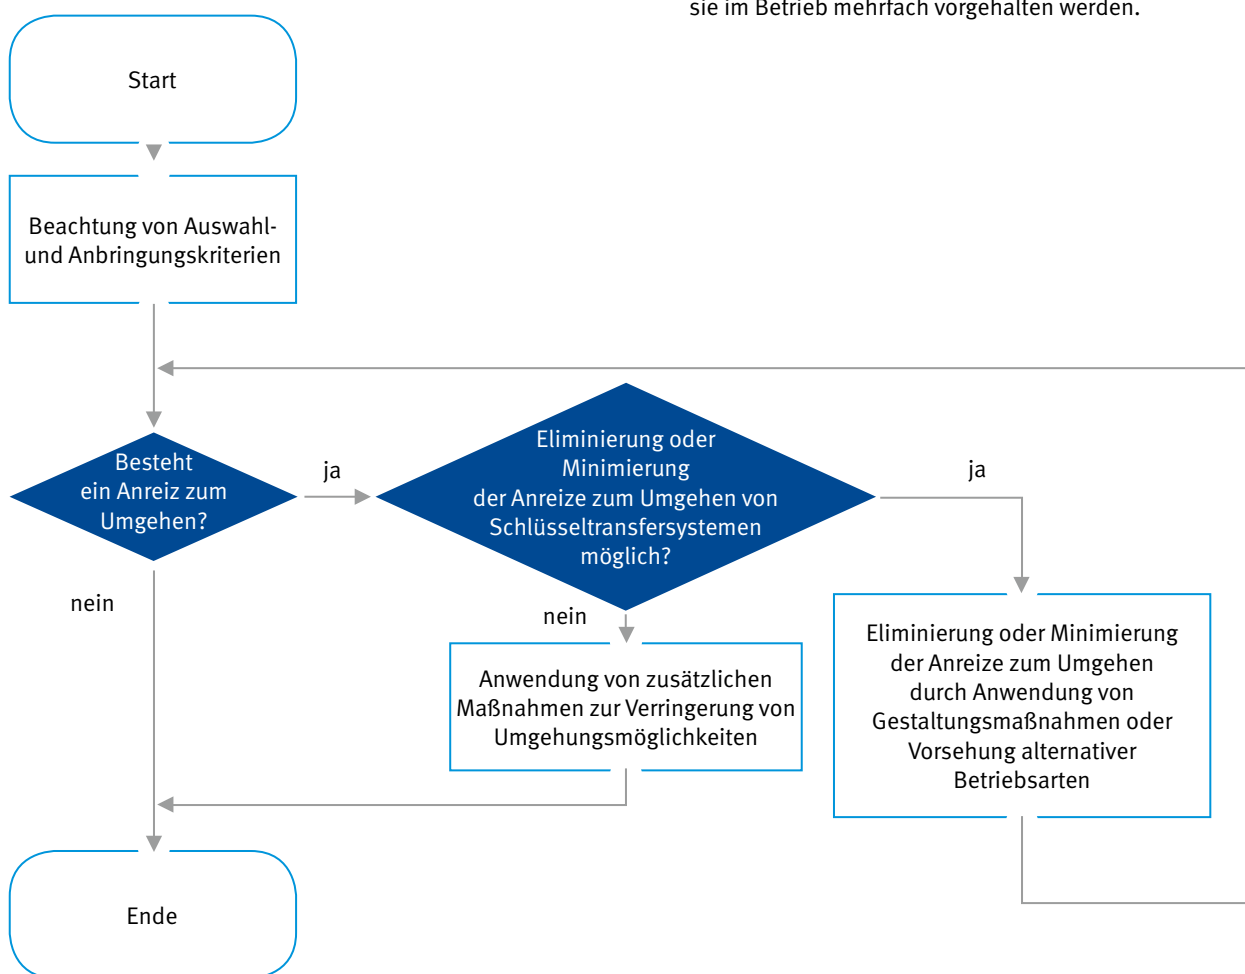 sie im Betrieb mehrfach vorgehalten werden.
Start
Beachtung von Auswahl-
und Anbringungskriterien
Besteht
ein Anreiz zum
Umgehen?
ja
Eliminierung oder
Minimierung
der Anreize zum Umgehen von
Schlüsseltransfersystemen
möglich?
ja
nein
nein
Anwendung von zusätzlichen
Maßnahmen zur Verringerung von
Umgehungsmöglichkeiten
Eliminierung oder Minimierung
der Anreize zum Umgehen
durch Anwendung von
Gestaltungsmaßnahmen oder
Vorsehung alternativer
Betriebsarten
Ende